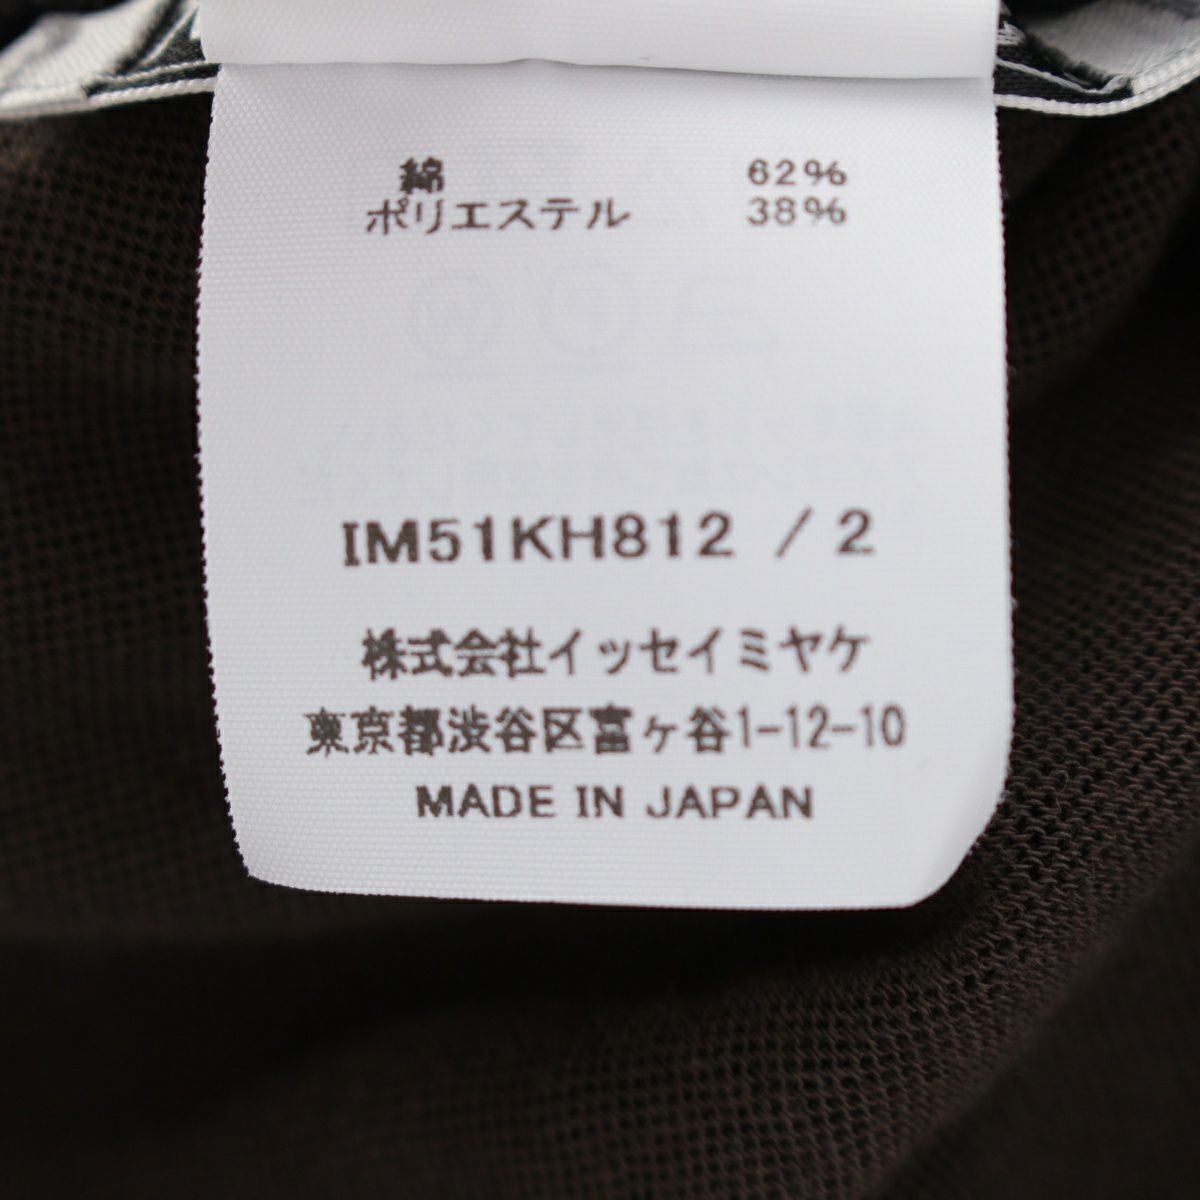 綿 62%
ポリエステル 38%
IM51KH812 / 2
株式会社イッセイミヤケ
東京都渋谷区富ヶ谷1-12-10
MADE IN JAPAN